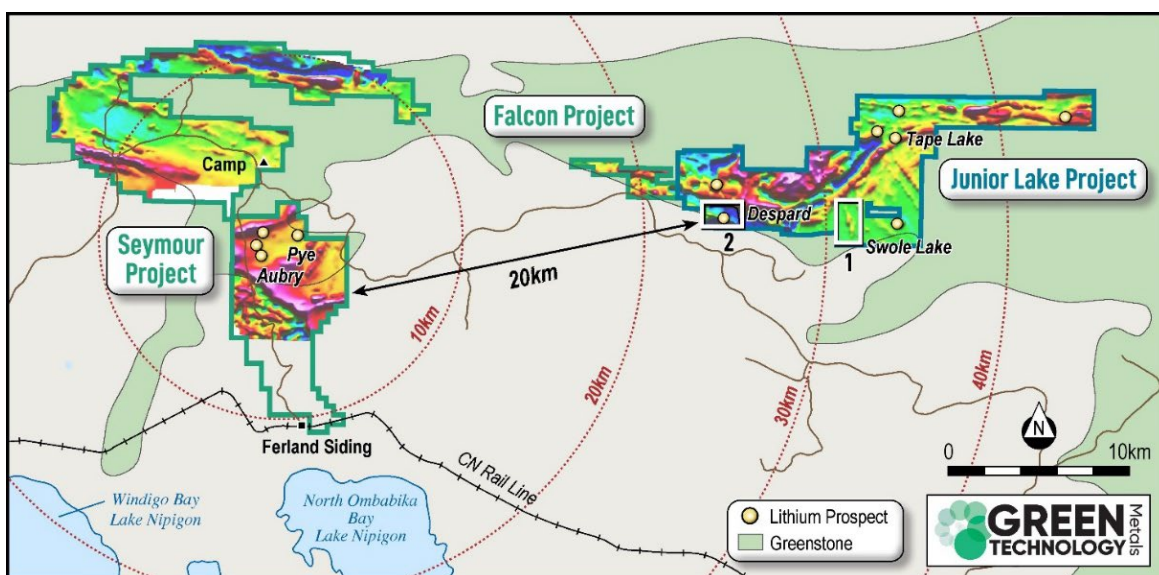 Falcon Project
Tape Lake
Camp
Junior Lake Project
Despard
2
1
Swole Lake
Seymour
Project
Pye
Aubry
20km
10km
20km
30km
40km
N
0
10km
Ferland Siding
CN Rail Line
Windigo Bay
Lake Nipigon
North Ombabika
Bay
Lake Nipigon
Lithium Prospect
Greenstone
GREEN
TECHNOLOGY
Metals